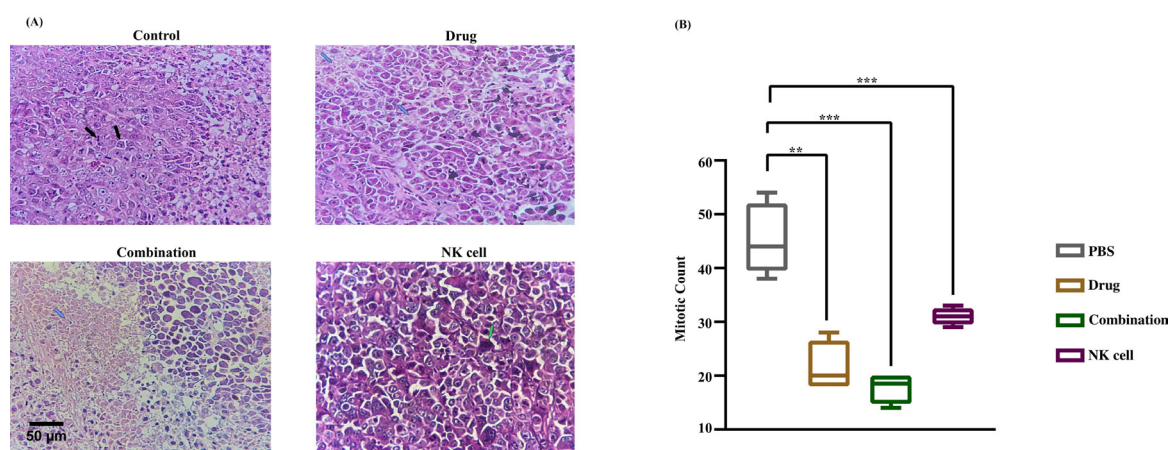 (A)
Control
Drug
Combination
NK cell
50 µm
(B)
***
***
**
Mitotic Count
60
50
40
30
20
10
PBS
Drug
Combination
NK cell